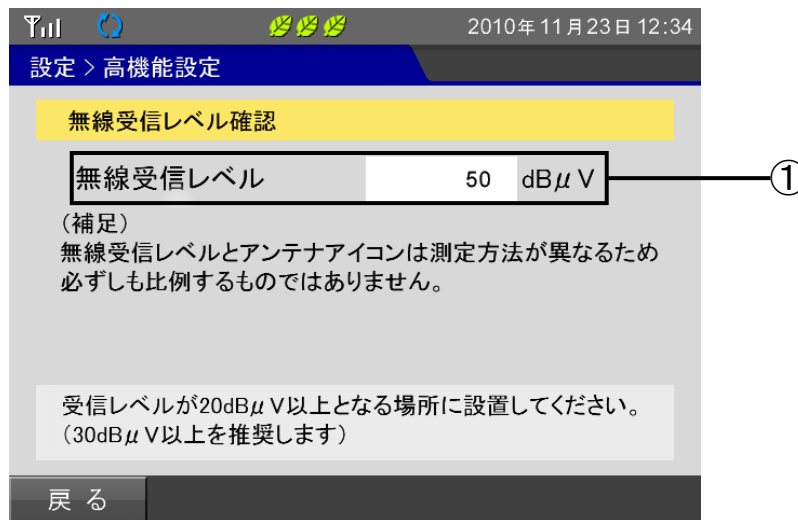 2010年11月23日 12:34
設定 > 高機能設定
無線受信レベル確認
無線受信レベル 50 dBμV
①
(補足)
無線受信レベルとアンテナアイコンは測定方法が異なるため
必ずしも比例するものではありません。
受信レベルが20dBμV以上となる場所に設置してください。
(30dBμV以上を推奨します)
戻る